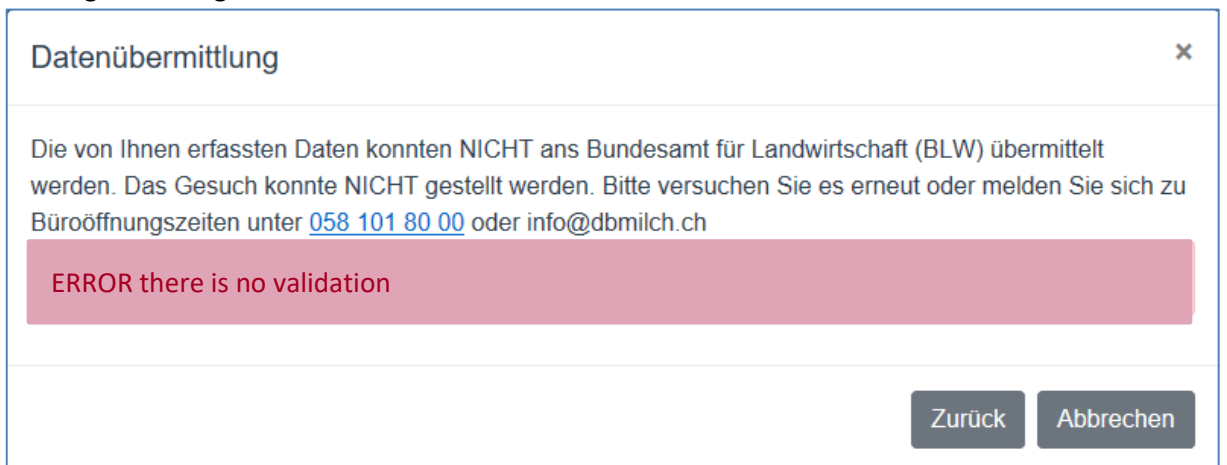 Datenübermittlung ×
Die von Ihnen erfassten Daten konnten NICHT ans Bundesamt für Landwirtschaft (BLW) übermittelt
werden. Das Gesuch konnte NICHT gestellt werden. Bitte versuchen Sie es erneut oder melden Sie sich zu
Büroöffnungszeiten unter 058 101 80 00 oder info@dbmilch.ch
ERROR there is no validation
Zurück Abbrechen